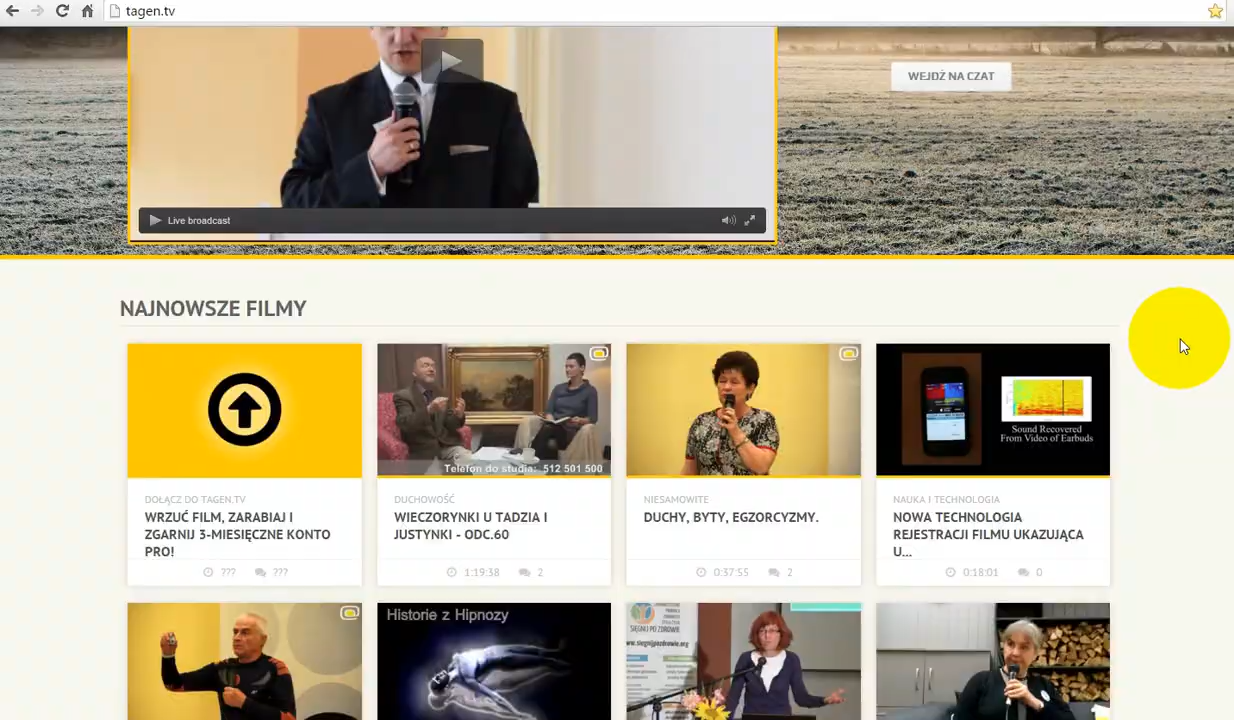 tagen.tv
WEJDŹ NA CZAT
Live broadcast
NAJNOWSZE FILMY
Telefon do studia: 512 501 500
Sound Recovered
From Video of Earbuds
DOŁĄCZ DO TAGEN.TV
WRZUĆ FILM, ZARABIAJ I
ZGARNIJ 3-MIESIĘCZNE KONTO
PRO!
??? ???
DUCHOWOŚĆ
WIECZORYNKI U TADZIA I
JUSTYNKI - ODC.60
1:19:38 2
NIESAMOWITE
DUCHY, BYTY, EGZORCYZMY.
0:37:55 2
NAUKA I TECHNOLOGIA
NOWA TECHNOLOGIA
REJESTRACJI FILMU UKAZUJĄCA
U...
0:18:01 0
Historie z Hipnozy
SIĘGNIJ PO ZDROWIE
www.siegnijpozdrowie.org